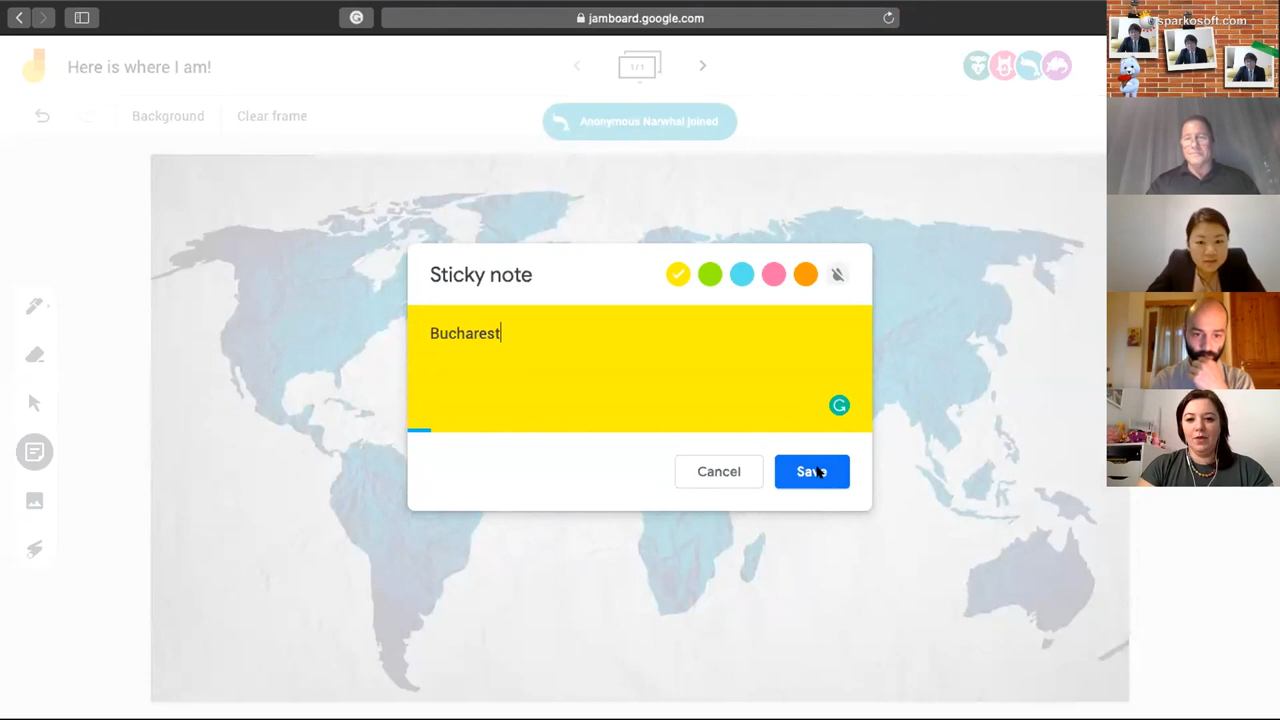 jamboard.google.com
sparkosoft.com
Here is where I am!
1/1
Background
Clear frame
Anonymous Narwhal joined
Sticky note
Bucharest
Cancel
Save